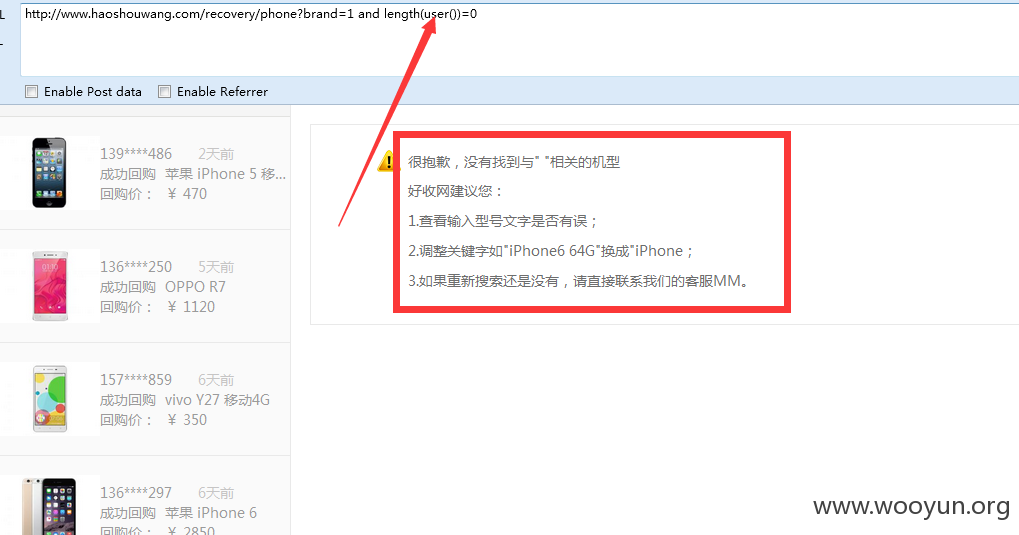 L
http://www.haoshouwang.com/recovery/phone?brand=1 and length(user())=0
Enable Post data Enable Referrer
139****486 2天前
成功回购 苹果 iPhone 5 移...
回购价： ¥ 470
136****250 5天前
成功回购 OPPO R7
回购价： ¥ 1120
157****859 6天前
成功回购 vivo Y27 移动4G
回购价： ¥ 350
136****297 6天前
成功回购 苹果 iPhone 6
回购价： ¥ 2850
很抱歉，没有找到与" "相关的机型
好收网建议您：
1.查看输入型号文字是否有误；
2.调整关键字如"iPhone6 64G"换成"iPhone；
3.如果重新搜索还是没有，请直接联系我们的客服MM。
www.wooyun.org